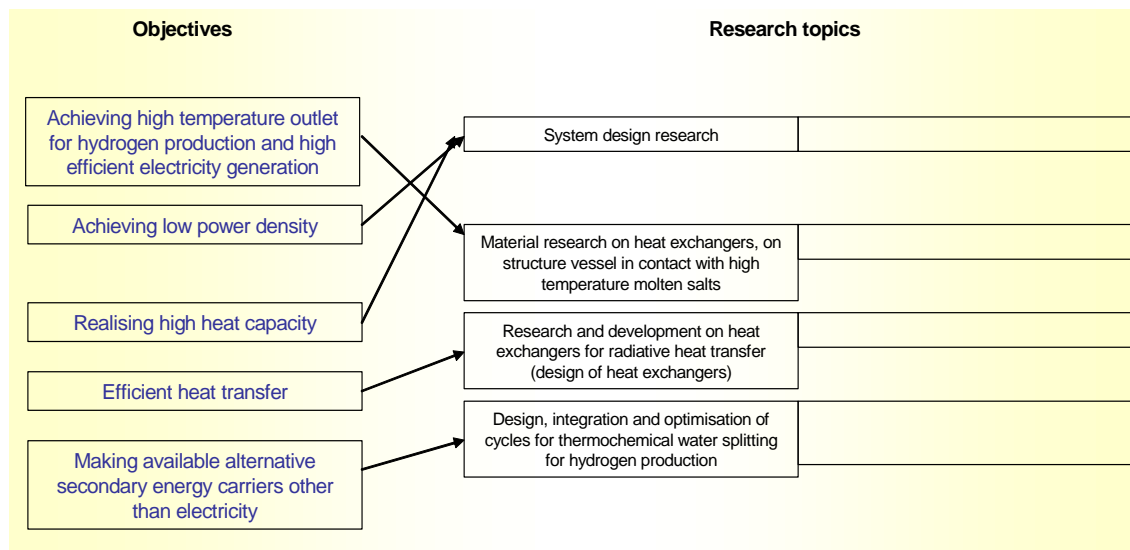 Objectives
Research topics
Achieving high temperature outlet
for hydrogen production and high
efficient electricity generation
Achieving low power density
Realising high heat capacity
Efficient heat transfer
Making available alternative
secondary energy carriers other
than electricity
System design research
Material research on heat exchangers, on
structure vessel in contact with high
temperature molten salts
Research and development on heat
exchangers for radiative heat transfer
(design of heat exchangers)
Design, integration and optimisation of
cycles for thermochemical water splitting
for hydrogen production